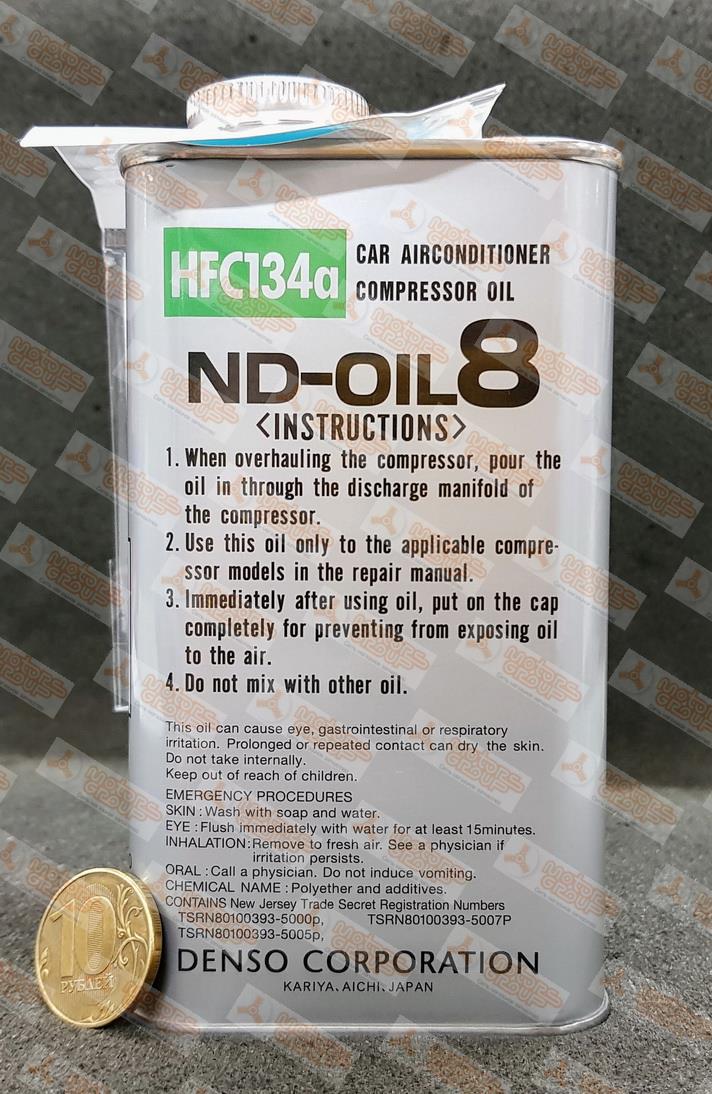 HFC134a
CAR AIRCONDITIONER
COMPRESSOR OIL
ND-OIL8
<INSTRUCTIONS>
1. When overhauling the compressor, pour the
oil in through the discharge manifold of
the compressor.
2. Use this oil only to the applicable compre-
ssor models in the repair manual.
3. Immediately after using oil, put on the cap
completely for preventing from exposing oil
to the air.
4. Do not mix with other oil.
This oil can cause eye, gastrointestinal or respiratory
irritation. Prolonged or repeated contact can dry the skin.
Do not take internally.
Keep out of reach of children.
EMERGENCY PROCEDURES
SKIN : Wash with soap and water.
EYE : Flush immediately with water for at least 15minutes.
INHALATION: Remove to fresh air. See a physician if
irritation persists.
ORAL : Call a physician. Do not induce vomiting.
CHEMICAL NAME : Polyether and additives.
CONTAINS New Jersey Trade Secret Registration Numbers
TSRN80100393-5000p, TSRN80100393-5007P
TSRN80100393-5005p,
DENSO CORPORATION
KARIYA, AICHI, JAPAN
10
РУБЛЕЙ